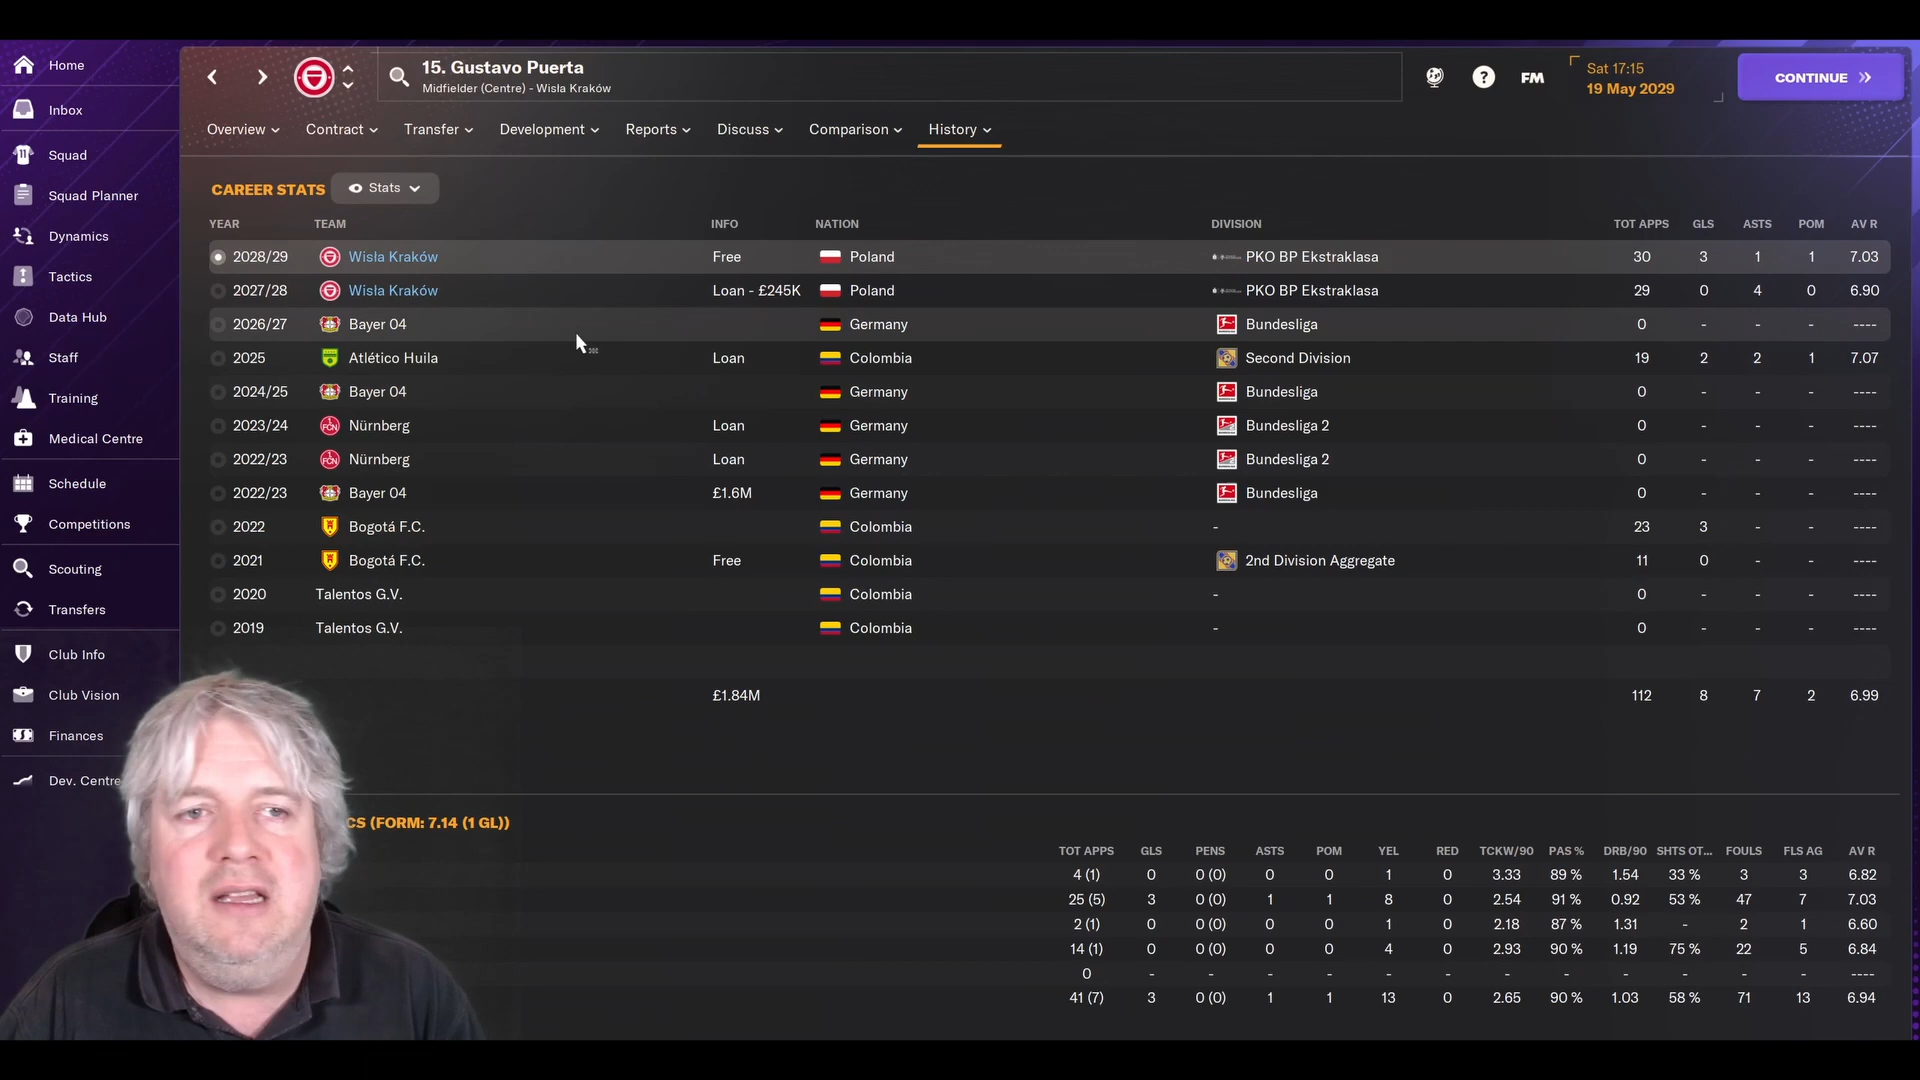 Home
Inbox
Squad
Squad Planner
Dynamics
Tactics
Data Hub
Staff
Training
Medical Centre
Schedule
Competitions
Scouting
Transfers
Club Info
Club Vision
Finances
Dev. Centre
15. Gustavo Puerta
Midfielder (Centre) - Wisla Kraków
FM
Sat 17:15
19 May 2029
CONTINUE
Overview Contract Transfer Development Reports Discuss Comparison History
CAREER STATS Stats
YEAR TEAM INFO NATION DIVISION TOT APPS GLS ASTS POM AV R
2028/29 Wisla Kraków Free Poland PKO BP Ekstraklasa 30 3 1 1 7.03
2027/28 Wisla Kraków Loan - £245K Poland PKO BP Ekstraklasa 29 0 4 0 6.90
2026/27 Bayer 04 Germany Bundesliga 0 - - - ----
2025 Atlético Huila Loan Colombia Second Division 19 2 2 1 7.07
2024/25 Bayer 04 Germany Bundesliga 0 - - - ----
2023/24 Nürnberg Loan Germany Bundesliga 2 0 - - - ----
2022/23 Nürnberg Loan Germany Bundesliga 2 0 - - - ----
2022/23 Bayer 04 £1.6M Germany Bundesliga 0 - - - ----
2022 Bogotá F.C. Colombia - 23 3 - - ----
2021 Bogotá F.C. Free Colombia 2nd Division Aggregate 11 0 - - ----
2020 Talentos G.V. Colombia - 0 - - - ----
2019 Talentos G.V. Colombia - 0 - - - ----
£1.84M 112 8 7 2 6.99
CS (FORM: 7.14 (1 GL))
TOT APPS GLS PENS ASTS POM YEL RED TCKW/90 PAS % DRB/90 SHTS OT... FOULS FLS AG AV R
4 (1) 0 0 (0) 0 0 1 0 3.33 89 % 1.54 33 % 3 3 6.82
25 (5) 3 0 (0) 1 1 8 0 2.54 91 % 0.92 53 % 47 7 7.03
2 (1) 0 0 (0) 0 0 1 0 2.18 87 % 1.31 - 2 1 6.60
14 (1) 0 0 (0) 0 0 4 0 2.93 90 % 1.19 75 % 22 5 6.84
0 - - - - - - - - - - - - ----
41 (7) 3 0 (0) 1 1 13 0 2.65 90 % 1.03 58 % 71 13 6.94